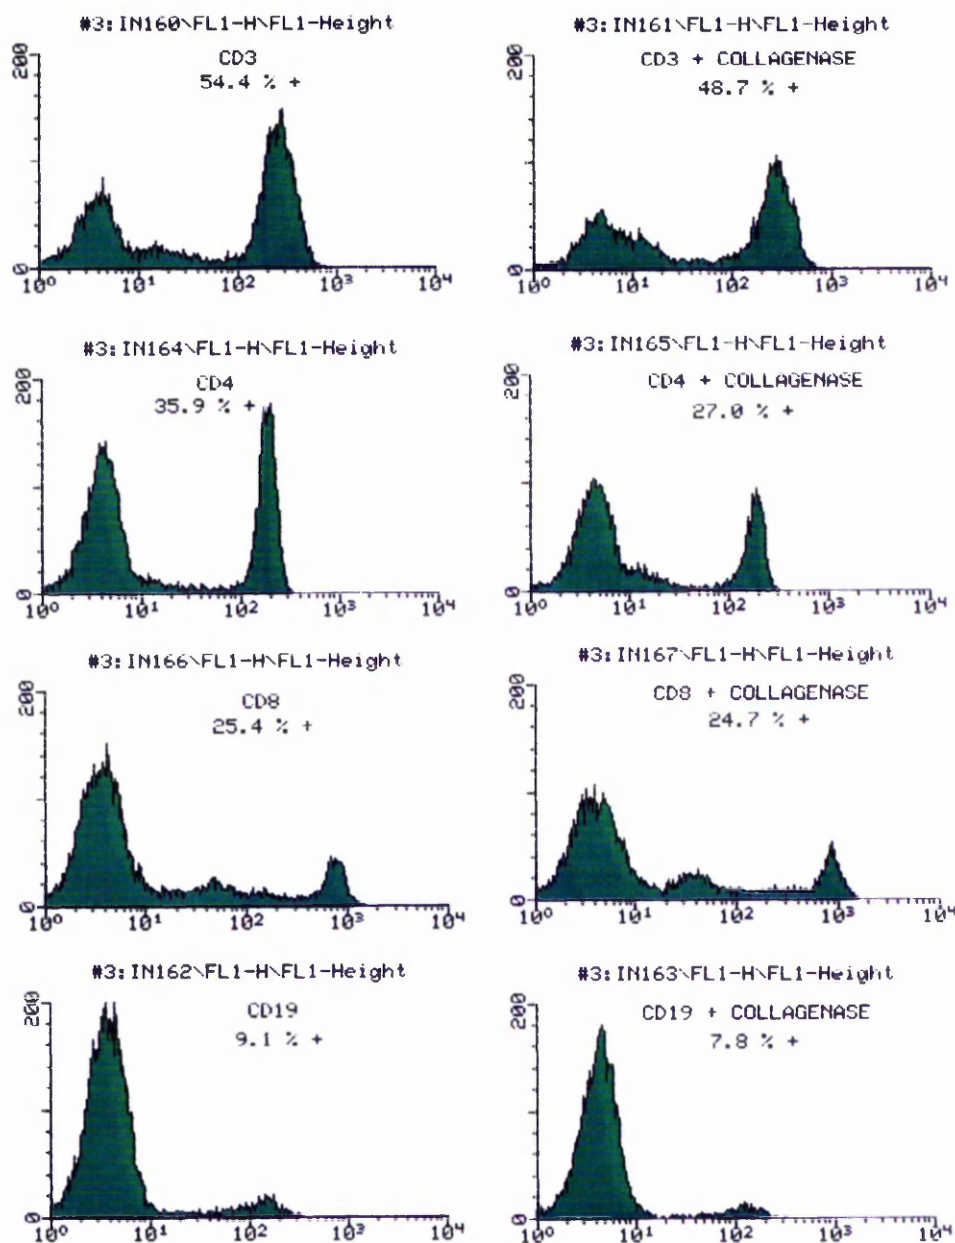 #3:IN160\FL1-H\FL1-Height
CD3
54.4 % +
200
0
10⁰ 10¹ 10² 10³ 10⁴
#3:IN161\FL1-H\FL1-Height
CD3 + COLLAGENASE
48.7 % +
200
0
10⁰ 10¹ 10² 10³ 10⁴
#3:IN164\FL1-H\FL1-Height
CD4
35.9 % +
200
0
10⁰ 10¹ 10² 10³ 10⁴
#3:IN165\FL1-H\FL1-Height
CD4 + COLLAGENASE
27.0 % +
200
0
10⁰ 10¹ 10² 10³ 10⁴
#3:IN166\FL1-H\FL1-Height
CD8
25.4 % +
200
0
10⁰ 10¹ 10² 10³ 10⁴
#3:IN167\FL1-H\FL1-Height
CD8 + COLLAGENASE
24.7 % +
200
0
10⁰ 10¹ 10² 10³ 10⁴
#3:IN162\FL1-H\FL1-Height
CD19
9.1 % +
200
0
10⁰ 10¹ 10² 10³ 10⁴
#3:IN163\FL1-H\FL1-Height
CD19 + COLLAGENASE
7.8 % +
200
0
10⁰ 10¹ 10² 10³ 10⁴